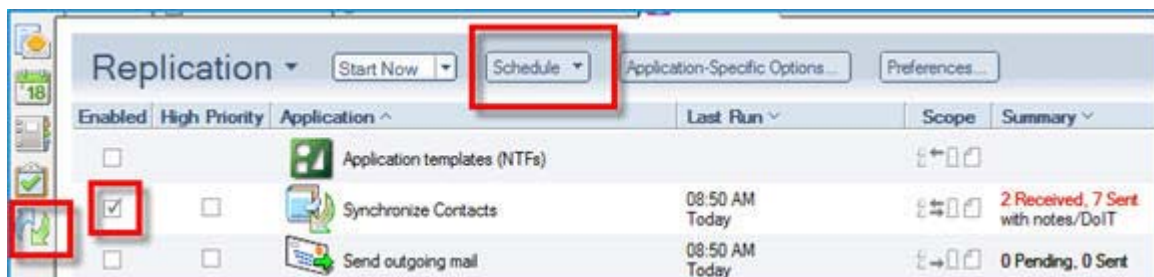 Replication
Start Now
Schedule
Application-Specific Options...
Preferences...
18
Enabled High Priority Application Last Run Scope Summary
Application templates (NTFs)
Synchronize Contacts
08:50 AM
Today
2 Received, 7 Sent
with notes/DoIT
Send outgoing mail
08:50 AM
Today
0 Pending, 0 Sent